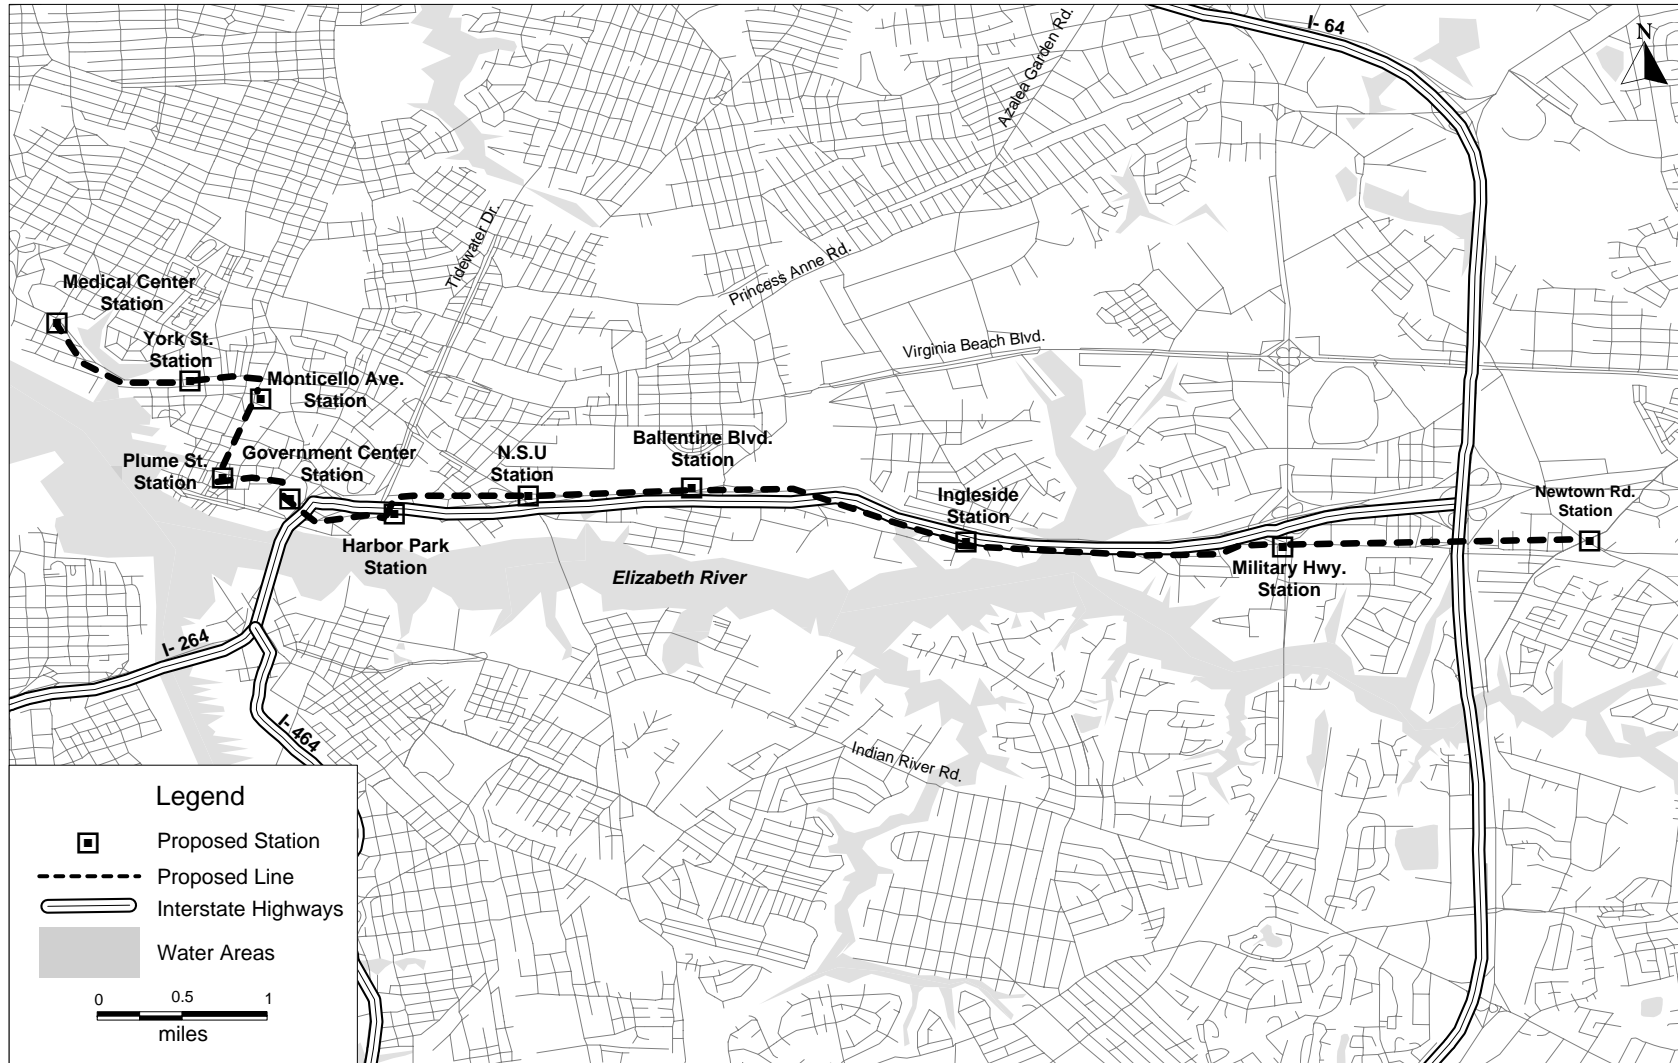 I- 64
N
Azalea Garden Rd.
Tidewater Dr.
Princess Anne Rd.
Medical Center
Station
York St.
Station
Virginia Beach Blvd.
Monticello Ave.
Station
Plume St.
Station
Government Center
Station
N.S.U
Station
Ballentine Blvd.
Station
Ingleside
Station
Newtown Rd.
Station
Harbor Park
Station
Elizabeth River
Military Hwy.
Station
I- 264
I- 464
Indian River Rd.
Legend
Proposed Station
Proposed Line
Interstate Highways
Water Areas
0 0.5 1
miles